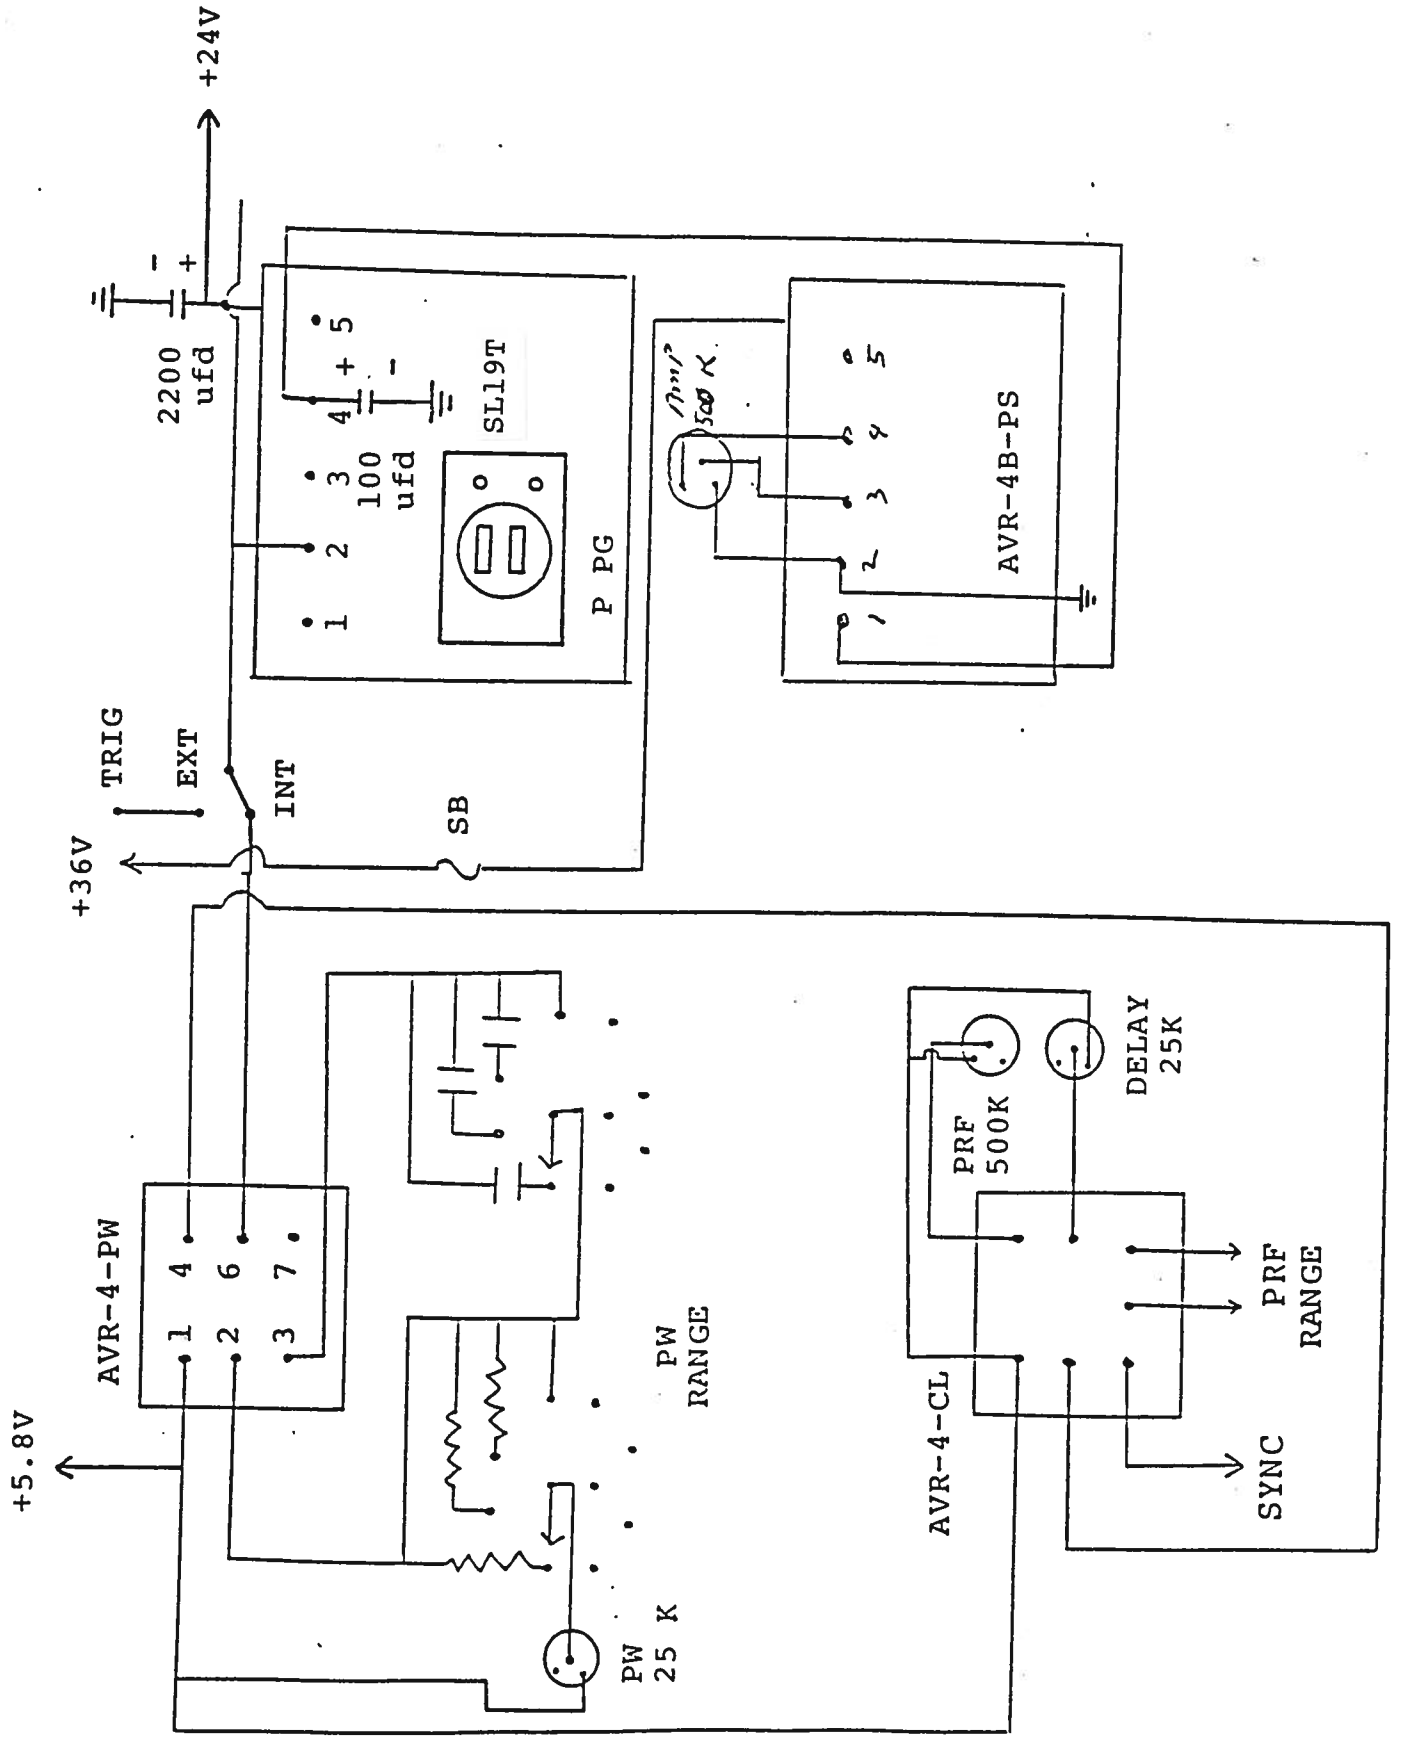 +5.8V
AVR-4-PW
1 4
2 6
3 7
+36V
TRIG
EXT
INT
SB
2200
ufd
-
+
+24V
1 2 3 4 5
100
ufd
+
-
SL19T
P PG
AMP
500 K
1 2 3 4 5
AVR-4B-PS
PW
25 K
PW
RANGE
AVR-4-CL
PRF
500K
DELAY
25K
SYNC
PRF
RANGE